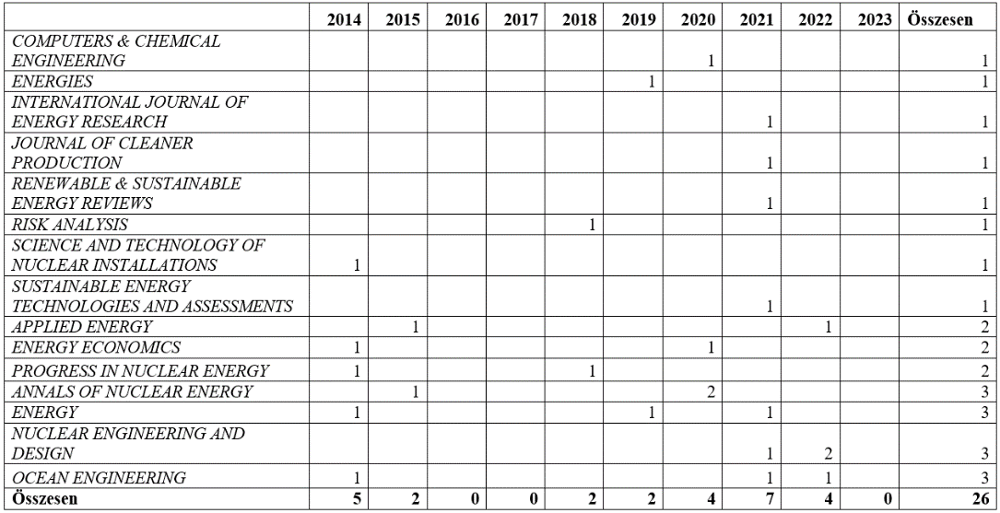 2014 2015 2016 2017 2018 2019 2020 2021 2022 2023 Összesen
COMPUTERS & CHEMICAL
ENGINEERING 1 1
ENERGIES 1 1
INTERNATIONAL JOURNAL OF
ENERGY RESEARCH 1 1
JOURNAL OF CLEANER
PRODUCTION 1 1
RENEWABLE & SUSTAINABLE
ENERGY REVIEWS 1 1
RISK ANALYSIS 1 1
SCIENCE AND TECHNOLOGY OF
NUCLEAR INSTALLATIONS 1 1
SUSTAINABLE ENERGY
TECHNOLOGIES AND ASSESSMENTS 1 1
APPLIED ENERGY 1 1 2
ENERGY ECONOMICS 1 1 2
PROGRESS IN NUCLEAR ENERGY 1 1 2
ANNALS OF NUCLEAR ENERGY 1 2 3
ENERGY 1 1 1 3
NUCLEAR ENGINEERING AND
DESIGN 1 2 3
OCEAN ENGINEERING 1 1 1 3
Összesen 5 2 0 0 2 2 4 7 4 0 26